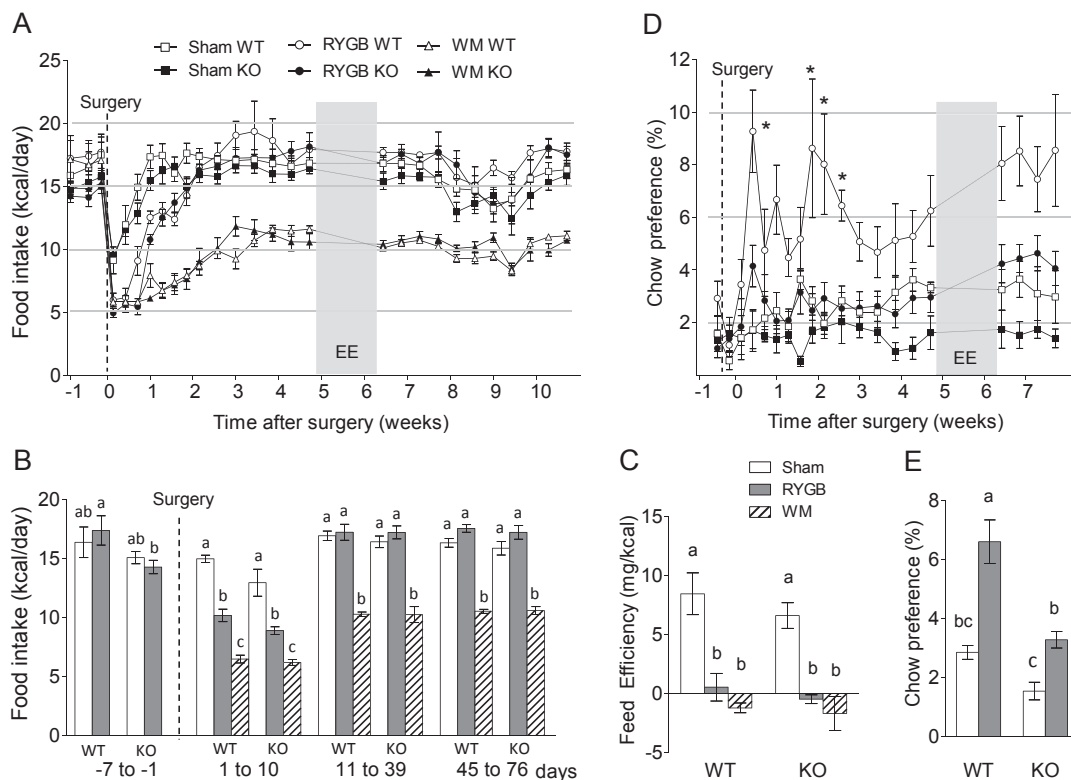 A
Sham WT RYGB WT WM WT
Sham KO RYGB KO WM KO
Surgery
25
20
15
10
5
0
Food intake (kcal/day)
EE
-1 0 1 2 3 4 5 6 7 8 9 10
Time after surgery (weeks)
D
Surgery
* * * *
12
10
8
6
4
2
Chow preference (%)
EE
-1 0 1 2 3 4 5 6 7
Time after surgery (weeks)
B
Surgery
20
15
10
5
0
Food intake (kcal/day)
ab a ab b a b c a b c a a b a a b a a b a a b
WT KO WT KO WT KO WT KO
-7 to -1 1 to 10 11 to 39 45 to 76 days
C
Sham
RYGB
WM
15
10
5
0
-5
Feed Efficiency (mg/kcal)
a b b a b b
WT KO
E
8
6
4
2
0
Chow preference (%)
bc a c b
WT KO